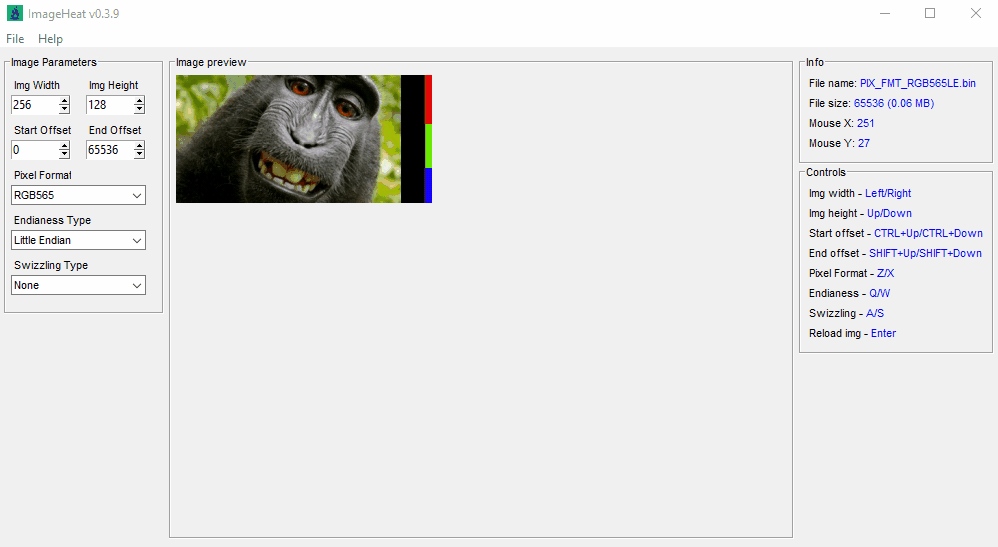 ImageHeat v0.3.9
File Help
Image Parameters
Img Width Img Height
256 128
Start Offset End Offset
0 65536
Pixel Format
RGB565
Endianess Type
Little Endian
Swizzling Type
None
Image preview
Info
File name: PIX_FMT_RGB565LE.bin
File size: 65536 (0.06 MB)
Mouse X: 251
Mouse Y: 27
Controls
Img width - Left/Right
Img height - Up/Down
Start offset - CTRL+Up/CTRL+Down
End offset - SHIFT+Up/SHIFT+Down
Pixel Format - Z/X
Endianess - Q/W
Swizzling - A/S
Reload img - Enter